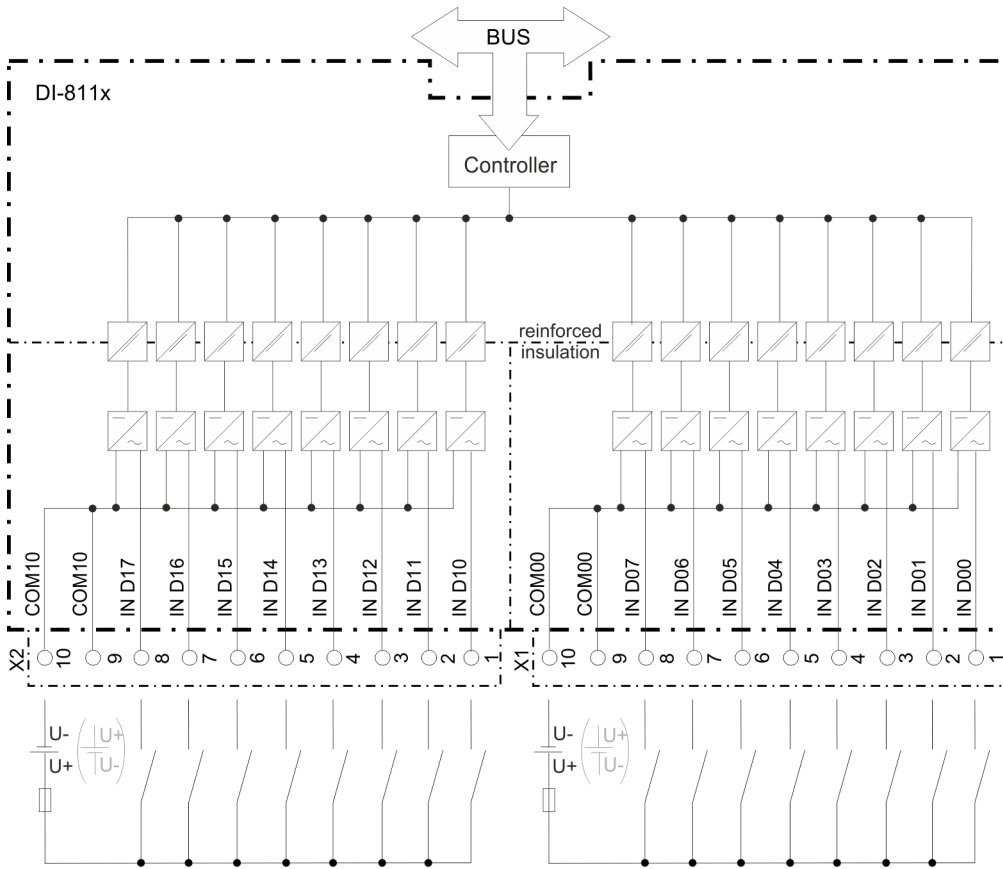 BUS
DI-811x
Controller
reinforced
insulation
COM10
COM10
IN D17
IN D16
IN D15
IN D14
IN D13
IN D12
IN D11
IN D10
COM00
COM00
IN D07
IN D06
IN D05
IN D04
IN D03
IN D02
IN D01
IN D00
X2
10
9
8
7
6
5
4
3
2
1
X1
10
9
8
7
6
5
4
3
2
1
U-
U+
U+
U-
U-
U+
U+
U-